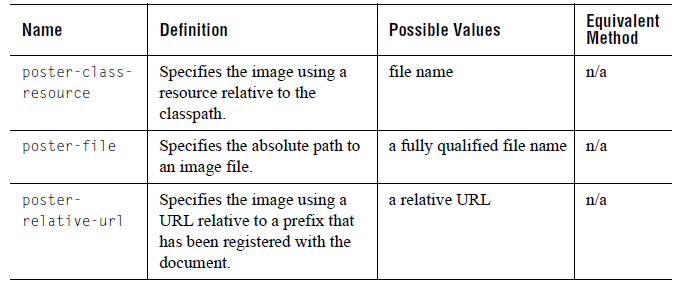 Name Definition Possible Values Equivalent Method
poster-class- Specifies the image using a file name n/a
resource resource relative to the
classpath.
poster-file Specifies the absolute path to a fully qualified file name n/a
an image file.
poster- Specifies the image using a a relative URL n/a
relative-url URL relative to a prefix that
has been registered with the
document.